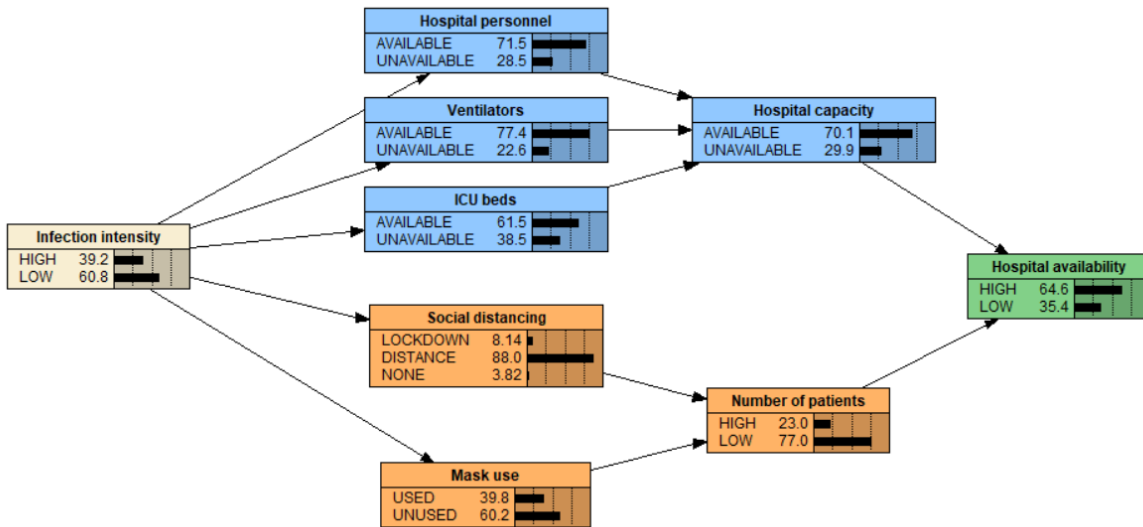 Hospital personnel
AVAILABLE 71.5
UNAVAILABLE 28.5
Ventilators
AVAILABLE 77.4
UNAVAILABLE 22.6
Hospital capacity
AVAILABLE 70.1
UNAVAILABLE 29.9
ICU beds
AVAILABLE 61.5
UNAVAILABLE 38.5
Infection intensity
HIGH 39.2
LOW 60.8
Hospital availability
HIGH 64.6
LOW 35.4
Social distancing
LOCKDOWN 8.14
DISTANCE 88.0
NONE 3.82
Number of patients
HIGH 23.0
LOW 77.0
Mask use
USED 39.8
UNUSED 60.2